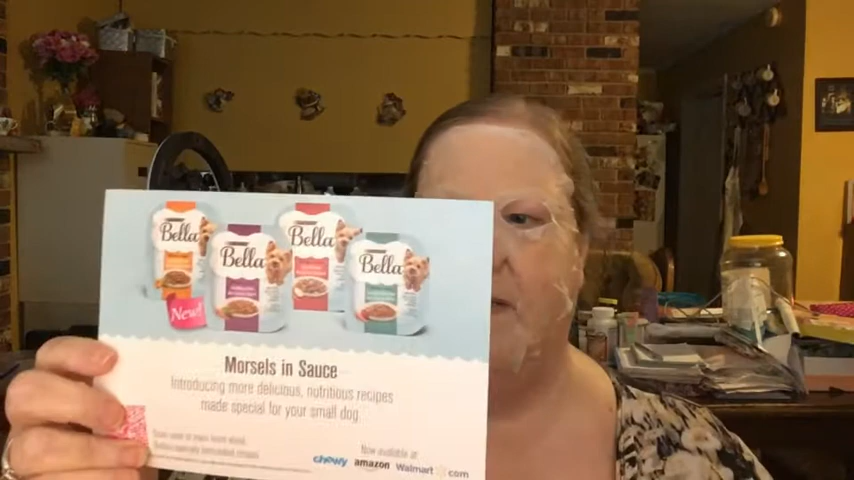 Bella
Bella
Bella
Bella
New!
Morsels in Sauce
Introducing more delicious, nutritious recipes
made special for your small dog.
Now available at
chewy amazon Walmart com